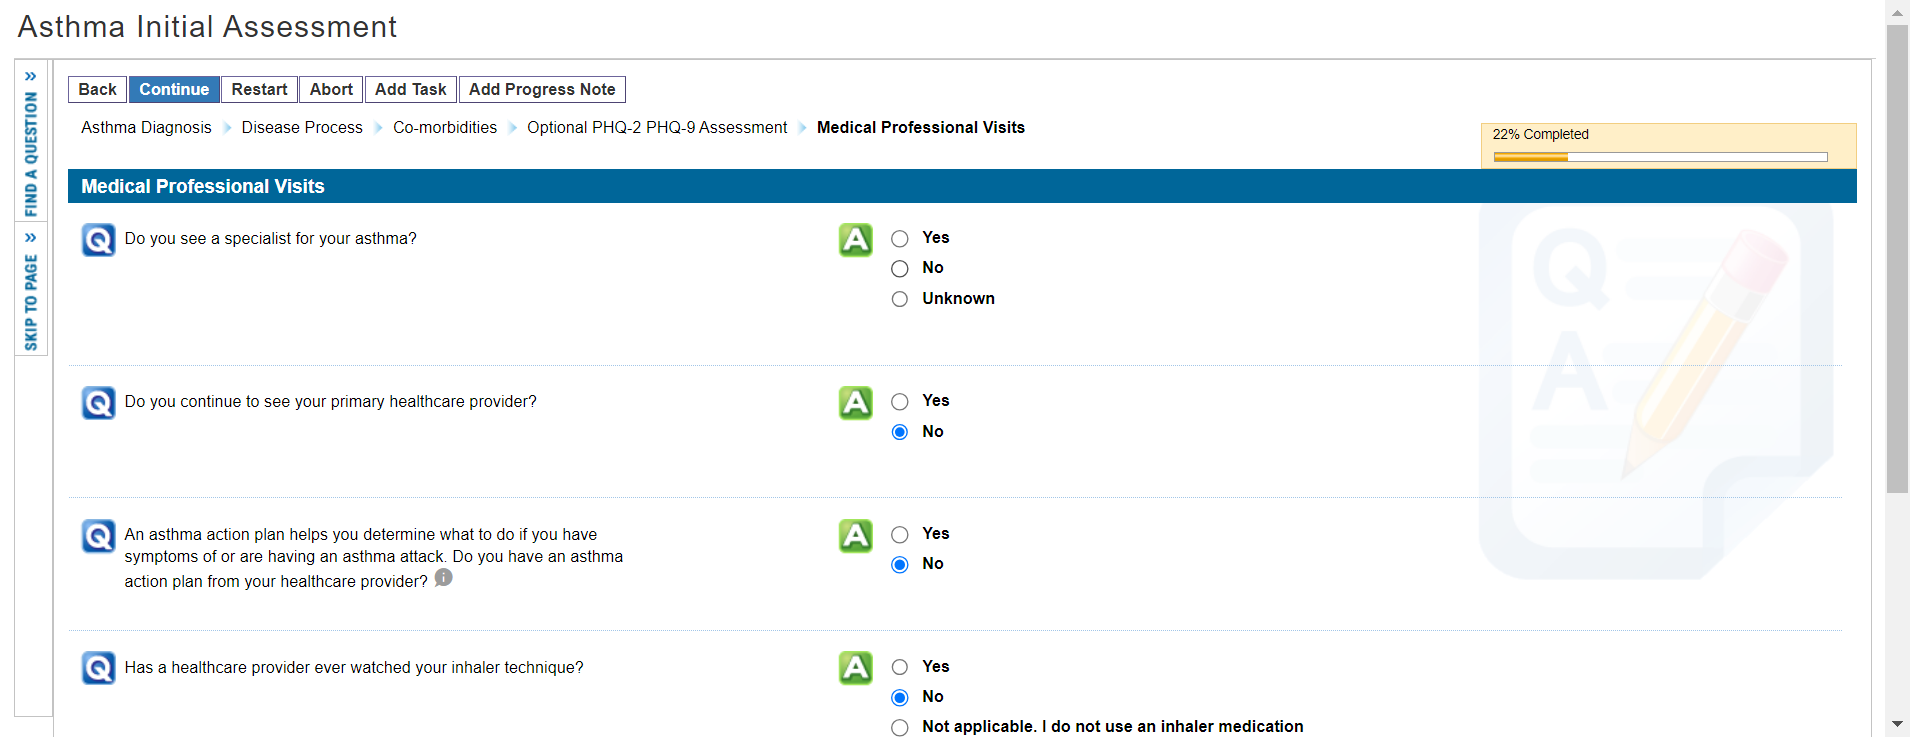 Asthma Initial Assessment
FIND A QUESTION
SKIP TO PAGE
Back Continue Restart Abort Add Task Add Progress Note
Asthma Diagnosis Disease Process Co-morbidities Optional PHQ-2 PHQ-9 Assessment Medical Professional Visits
22% Completed
Medical Professional Visits
Q Do you see a specialist for your asthma?
A Yes
No
Unknown
Q Do you continue to see your primary healthcare provider?
A Yes
No
Q An asthma action plan helps you determine what to do if you have
symptoms of or are having an asthma attack. Do you have an asthma
action plan from your healthcare provider?
A Yes
No
Q Has a healthcare provider ever watched your inhaler technique?
A Yes
No
Not applicable. I do not use an inhaler medication
Q
A